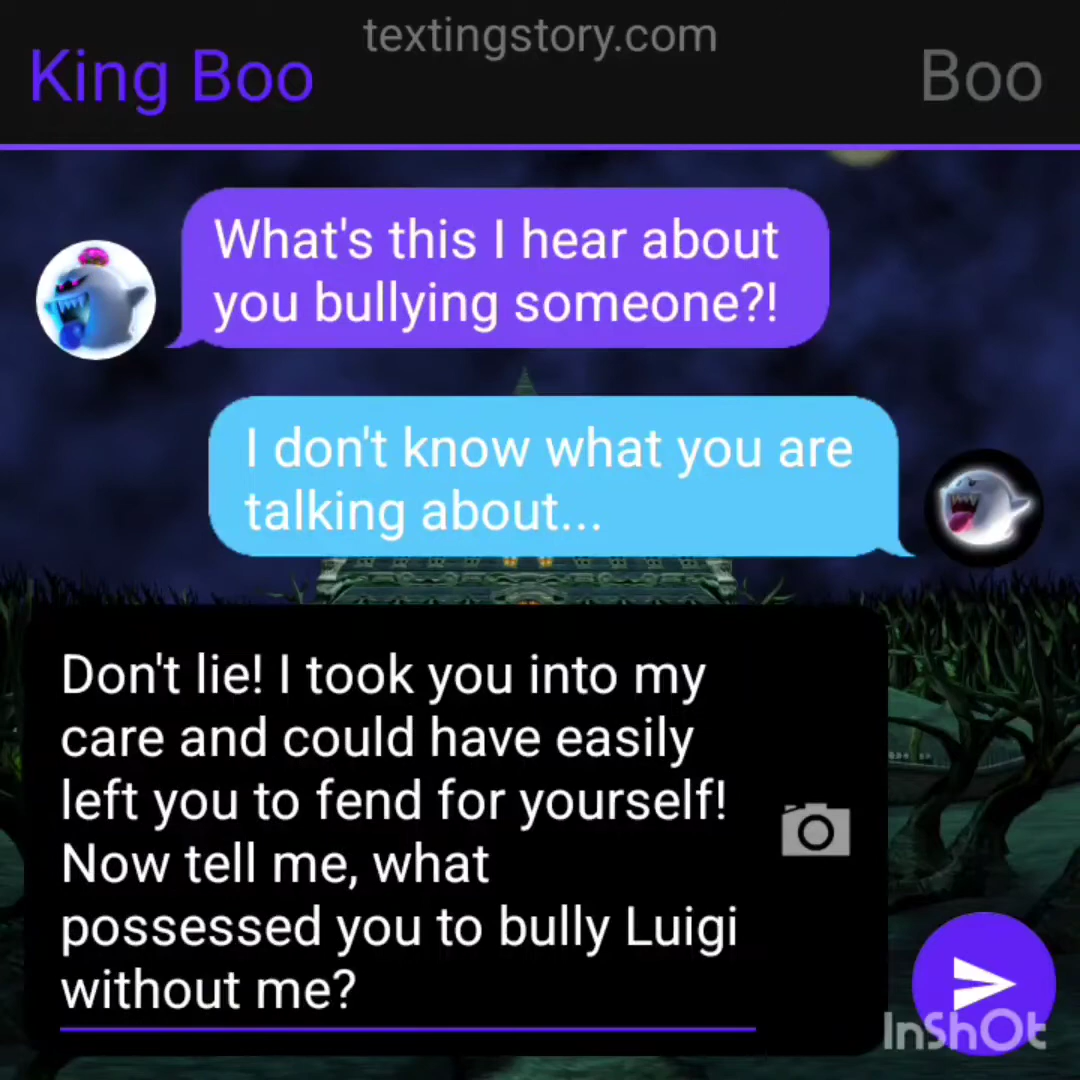 textingstory.com
King Boo
Boo
What's this I hear about
you bullying someone?!
I don't know what you are
talking about...
Don't lie! I took you into my
care and could have easily
left you to fend for yourself!
Now tell me, what
possessed you to bully Luigi
without me?
InShOt